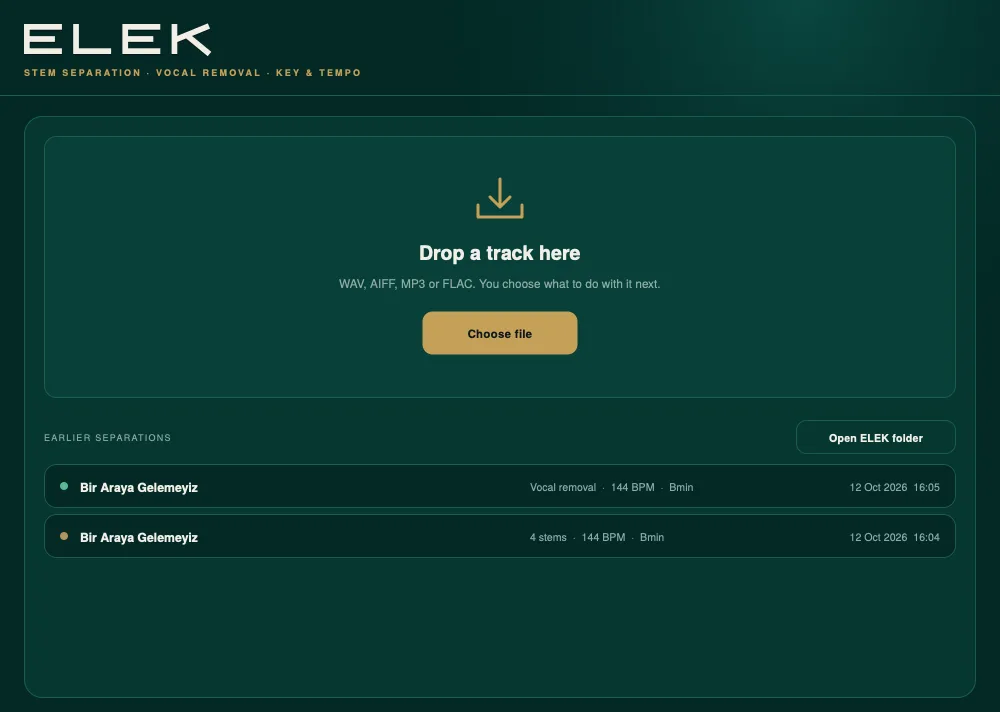 ELEK
STEM SEPARATION · VOCAL REMOVAL · KEY & TEMPO
Drop a track here
WAV, AIFF, MP3 or FLAC. You choose what to do with it next.
Choose file
EARLIER SEPARATIONS
Open ELEK folder
Bir Araya Gelemeyiz Vocal removal · 144 BPM · Bmin 12 Oct 2026 16:05
Bir Araya Gelemeyiz 4 stems · 144 BPM · Bmin 12 Oct 2026 16:04